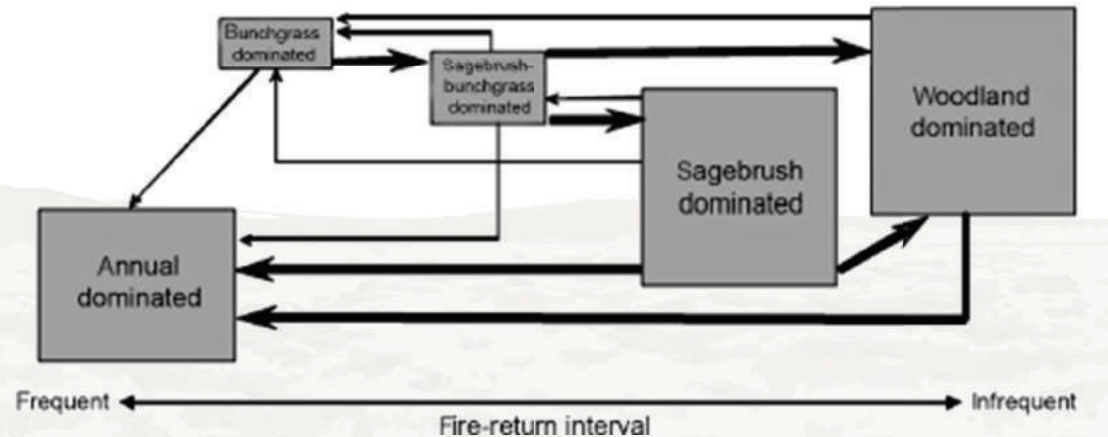 Bunchgrass
dominated
Sagebrush-
bunchgrass
dominated
Woodland
dominated
Sagebrush
dominated
Annual
dominated
Frequent
Infrequent
Fire-return interval